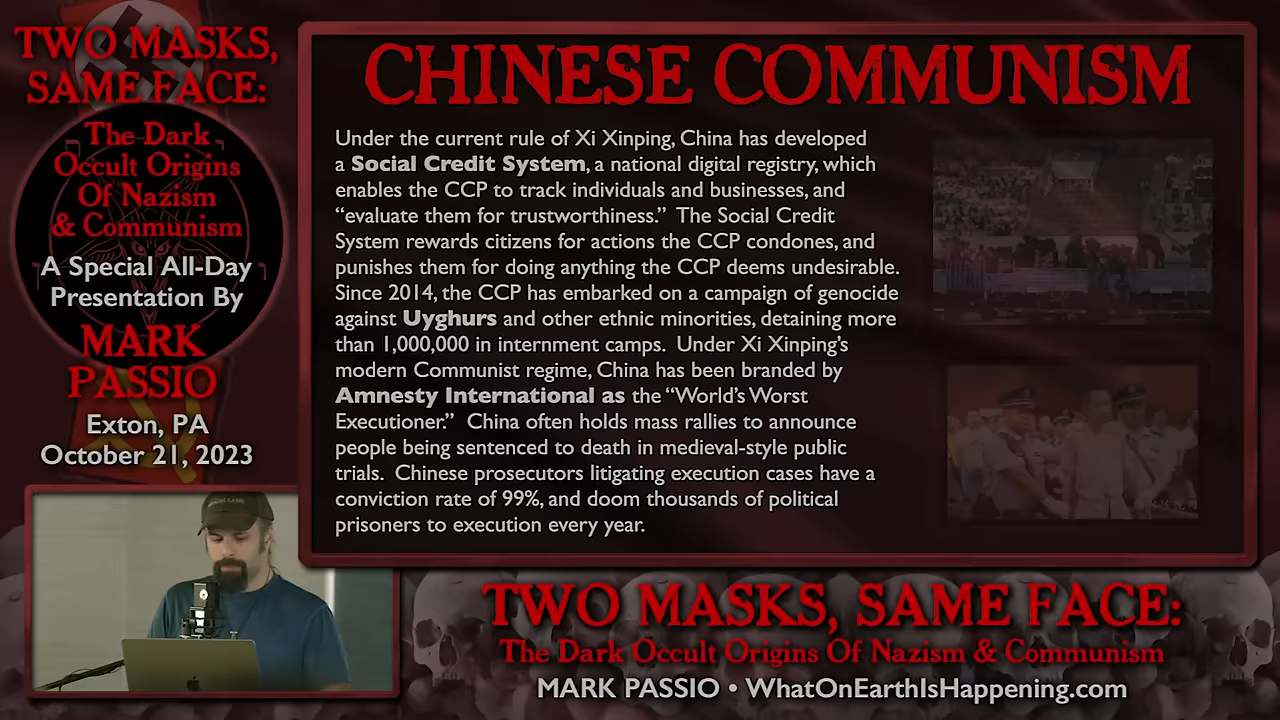 TWO MASKS,
SAME FACE:
The Dark
Occult Origins
Of Nazism
& Communism
A Special All-Day
Presentation By
MARK
PASSIO
Exton, PA
October 21, 2023
CHINESE COMMUNISM
Under the current rule of Xi Xinping, China has developed
a Social Credit System, a national digital registry, which
enables the CCP to track individuals and businesses, and
“evaluate them for trustworthiness.”  The Social Credit
System rewards citizens for actions the CCP condones, and
punishes them for doing anything the CCP deems undesirable.
Since 2014, the CCP has embarked on a campaign of genocide
against Uyghurs and other ethnic minorities, detaining more
than 1,000,000 in internment camps.  Under Xi Xinping’s
modern Communist regime, China has been branded by
Amnesty International as the “World’s Worst
Executioner.”  China often holds mass rallies to announce
people being sentenced to death in medieval-style public
trials.  Chinese prosecutors litigating execution cases have a
conviction rate of 99%, and doom thousands of political
prisoners to execution every year.
TWO MASKS, SAME FACE:
The Dark Occult Origins Of Nazism & Communism
MARK PASSIO • WhatOnEarthIsHappening.com